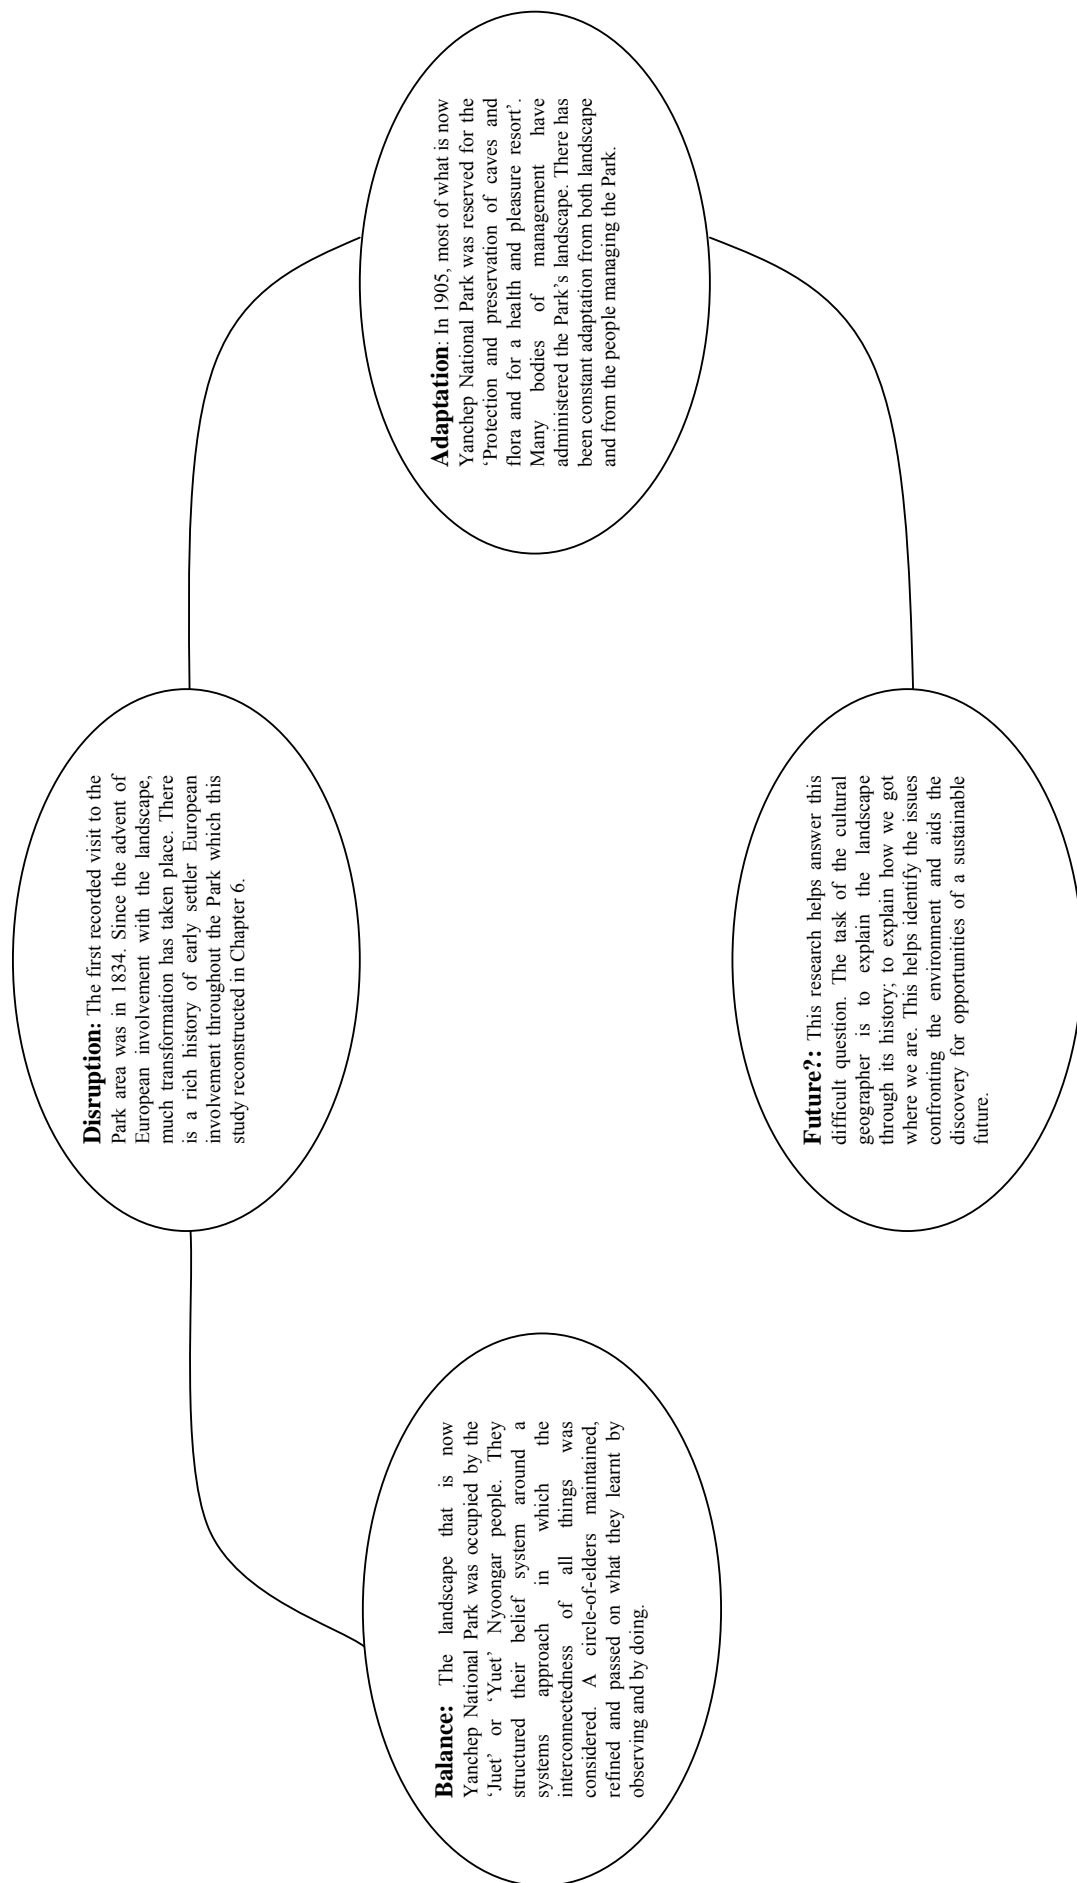 Balance: The landscape that is now
Yanchep National Park was occupied by the
‘Juet’ or ‘Yuet’ Nyoongar people. They
structured their belief system around a
systems approach in which the
interconnectedness of all things was
considered. A circle-of-elders maintained,
refined and passed on what they learnt by
observing and by doing.
Disruption: The first recorded visit to the
Park area was in 1834. Since the advent of
European involvement with the landscape,
much transformation has taken place. There
is a rich history of early settler European
involvement throughout the Park which this
study reconstructed in Chapter 6.
Adaptation: In 1905, most of what is now
Yanchep National Park was reserved for the
‘Protection and preservation of caves and
flora and for a health and pleasure resort’.
Many bodies of management have
administered the Park’s landscape. There has
been constant adaptation from both landscape
and from the people managing the Park.
Future?: This research helps answer this
difficult question. The task of the cultural
geographer is to explain the landscape
through its history; to explain how we got
where we are. This helps identify the issues
confronting the environment and aids the
discovery for opportunities of a sustainable
future.